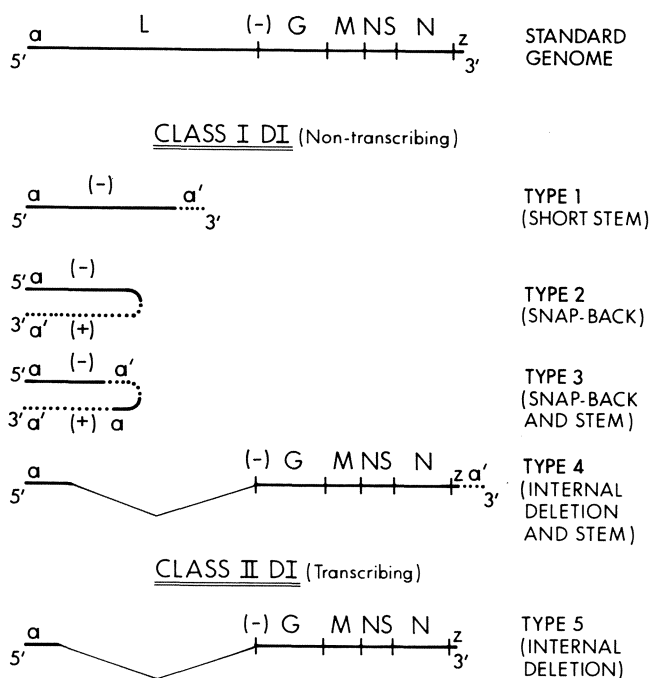 a L (-) G M NS N z
5' 3'
STANDARD
GENOME
CLASS I DI (Non-transcribing)
a (-) a'
5' 3'
TYPE 1
(SHORT STEM)
5' a (-)
3' a' (+)
TYPE 2
(SNAP-BACK)
5' a (-) a'
3' a' (+) a
TYPE 3
(SNAP-BACK
AND STEM)
a (-) G M NS N z a'
5' 3'
TYPE 4
(INTERNAL
DELETION
AND STEM)
CLASS II DI (Transcribing)
a (-) G M NS N z
5' 3'
TYPE 5
(INTERNAL
DELETION)